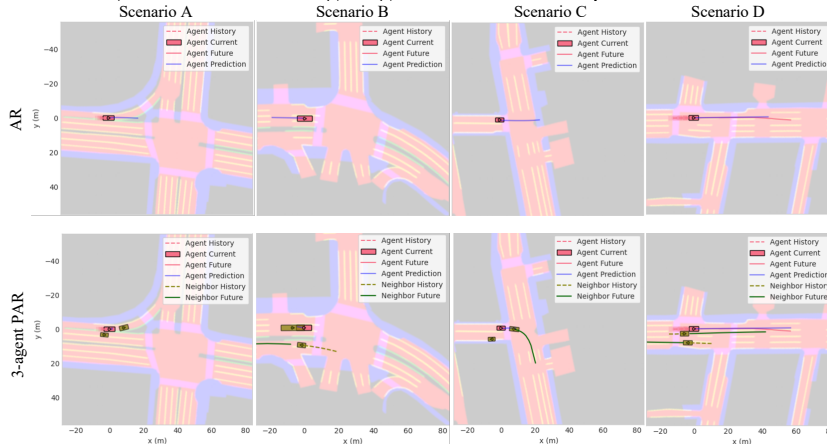 Scenario A
Scenario B
Scenario C
Scenario D
AR
y (m)
−40
−20
0
20
40
Agent History
Agent Current
Agent Future
Agent Prediction
Agent History
Agent Current
Agent Future
Agent Prediction
Agent History
Agent Current
Agent Future
Agent Prediction
Agent History
Agent Current
Agent Future
Agent Prediction
3-agent PAR
y (m)
−40
−20
0
20
40
Agent History
Agent Current
Agent Future
Agent Prediction
Neighbor History
Neighbor Future
Agent History
Agent Current
Agent Future
Agent Prediction
Neighbor History
Neighbor Future
Agent History
Agent Current
Agent Future
Agent Prediction
Neighbor History
Neighbor Future
Agent History
Agent Current
Agent Future
Agent Prediction
Neighbor History
Neighbor Future
−20 0 20 40 60 80
−20 0 20 40 60 80
−20 0 20 40 60 80
−20 0 20 40 60 80
x (m)
x (m)
x (m)
x (m)